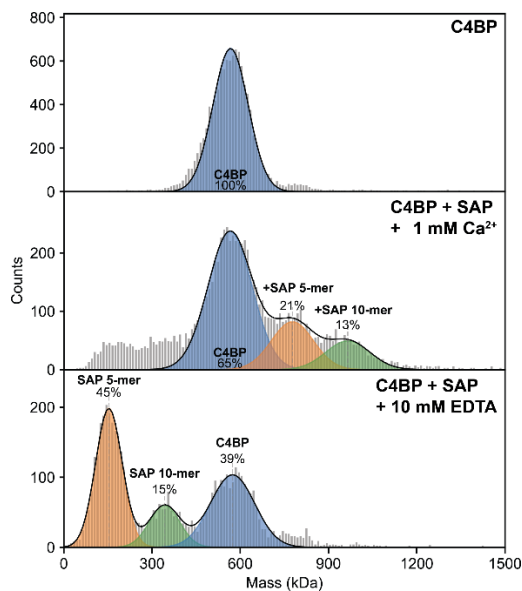 C4BP
800
600
400
200
0
C4BP
100%
C4BP + SAP
+ 1 mM Ca²⁺
200
100
0
Counts
+SAP 5-mer
21%
+SAP 10-mer
13%
C4BP
65%
C4BP + SAP
+ 10 mM EDTA
200
100
0
SAP 5-mer
45%
SAP 10-mer
15%
C4BP
39%
0 300 600 900 1200 1500
Mass (kDa)